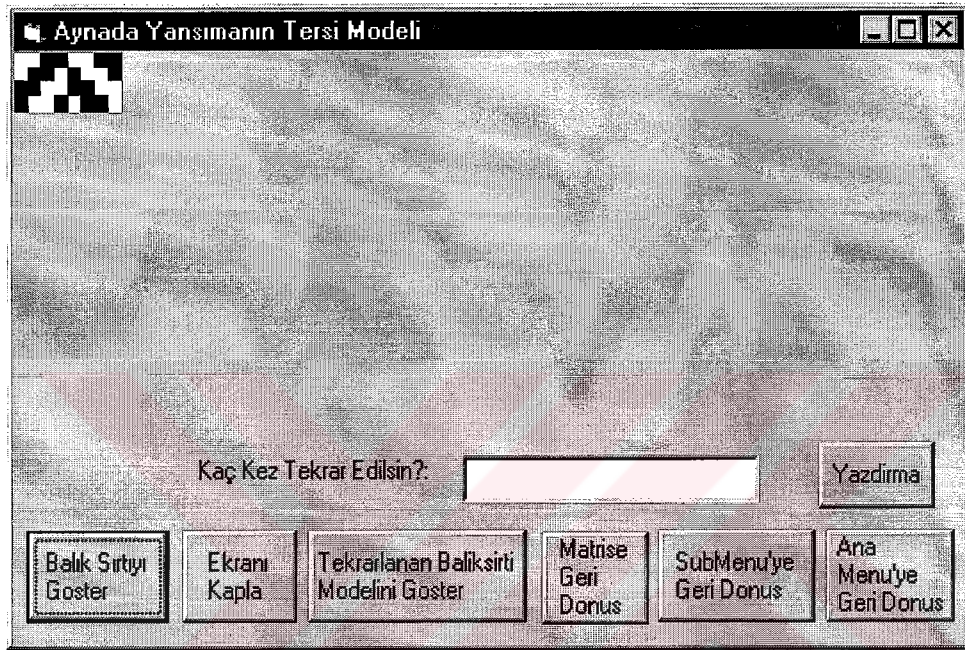 Aynada Yansımanın Tersi Modeli
Kaç Kez Tekrar Edilsin?:
Yazdirma
Balık Sırtıyı
Goster
Ekranı
Kapla
Tekrarlanan Baliksirti
Modelini Goster
Matrise
Geri
Donus
SubMenu'ye
Geri Donus
Ana
Menu'ye
Geri Donus